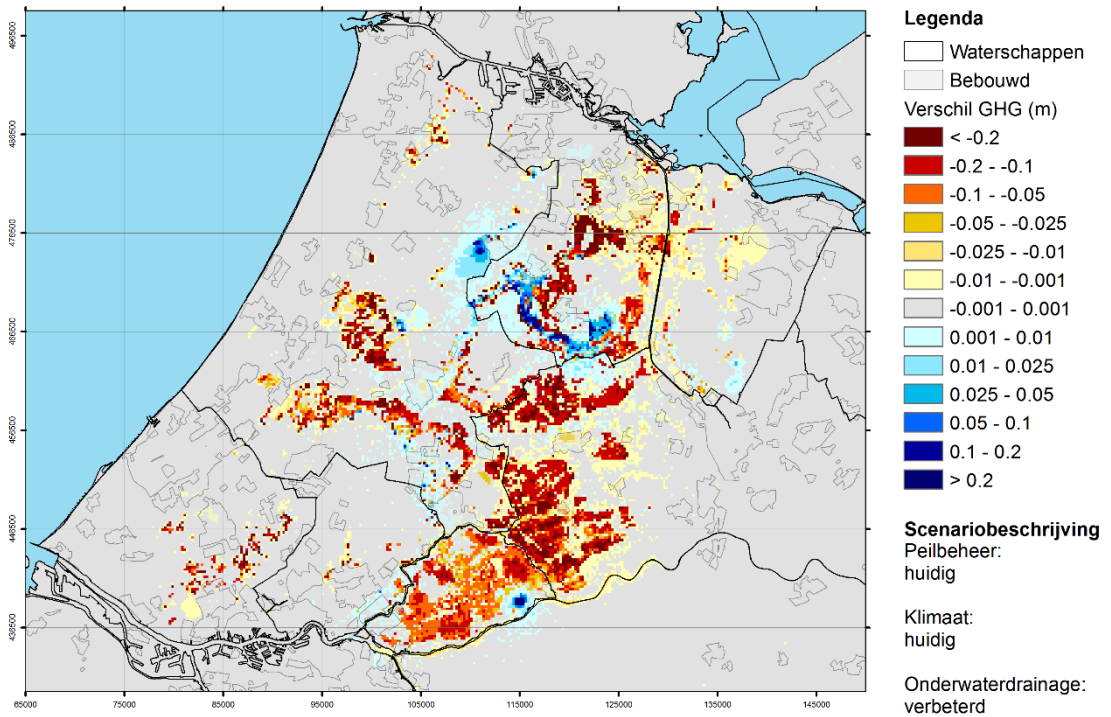 496500
486500
476500
466500
456500
446500
436500
65000 75000 85000 95000 105000 115000 125000 135000 145000
Legenda
Waterschappen
Bebouwd
Verschil GHG (m)
< -0.2
-0.2 - -0.1
-0.1 - -0.05
-0.05 - -0.025
-0.025 - -0.01
-0.01 - -0.001
-0.001 - 0.001
0.001 - 0.01
0.01 - 0.025
0.025 - 0.05
0.05 - 0.1
0.1 - 0.2
> 0.2
Scenariobeschrijving
Peilbeheer:
huidig
Klimaat:
huidig
Onderwaterdrainage:
verbeterd